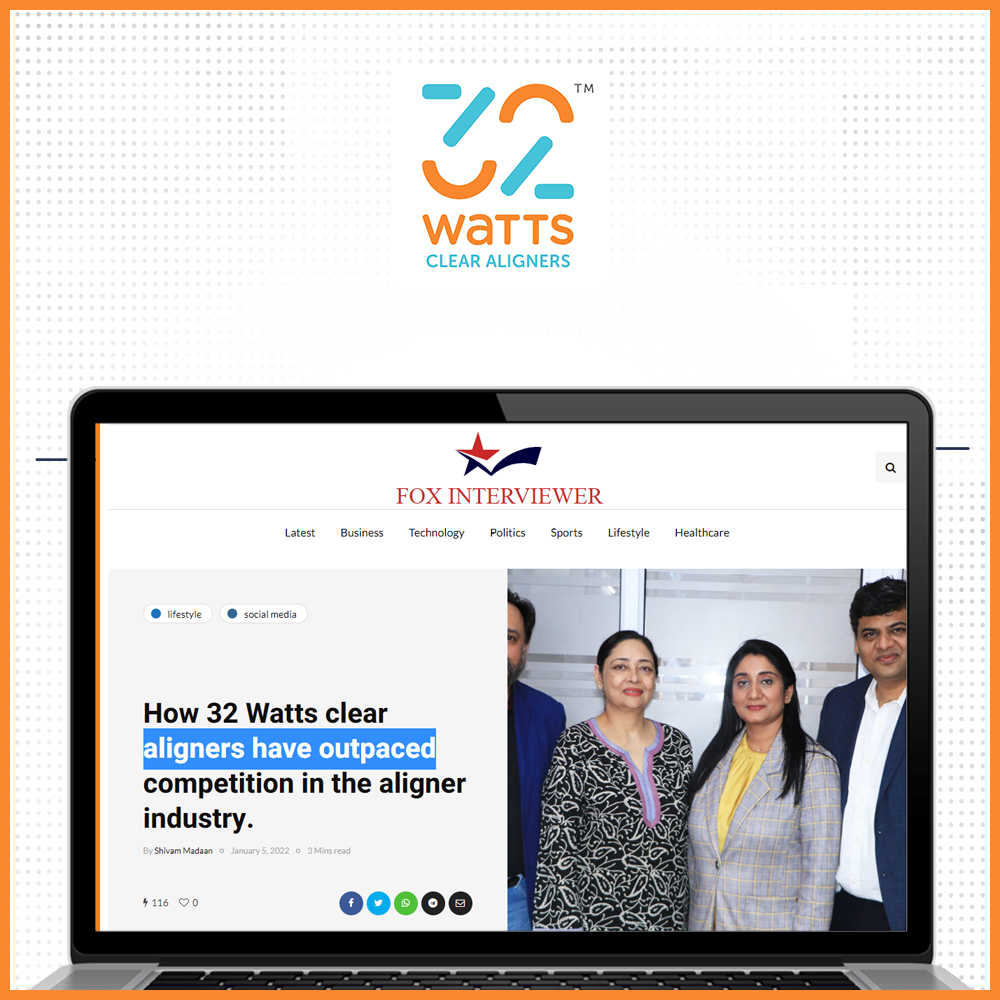 32
TM
waTTS
CLEAR ALIGNERS
FOX INTERVIEWER
Latest Business Technology Politics Sports Lifestyle Healthcare
lifestyle social media
How 32 Watts clear
aligners have outpaced
competition in the aligner
industry.
By Shivam Madaan January 5, 2022 3 Mins read
116 0